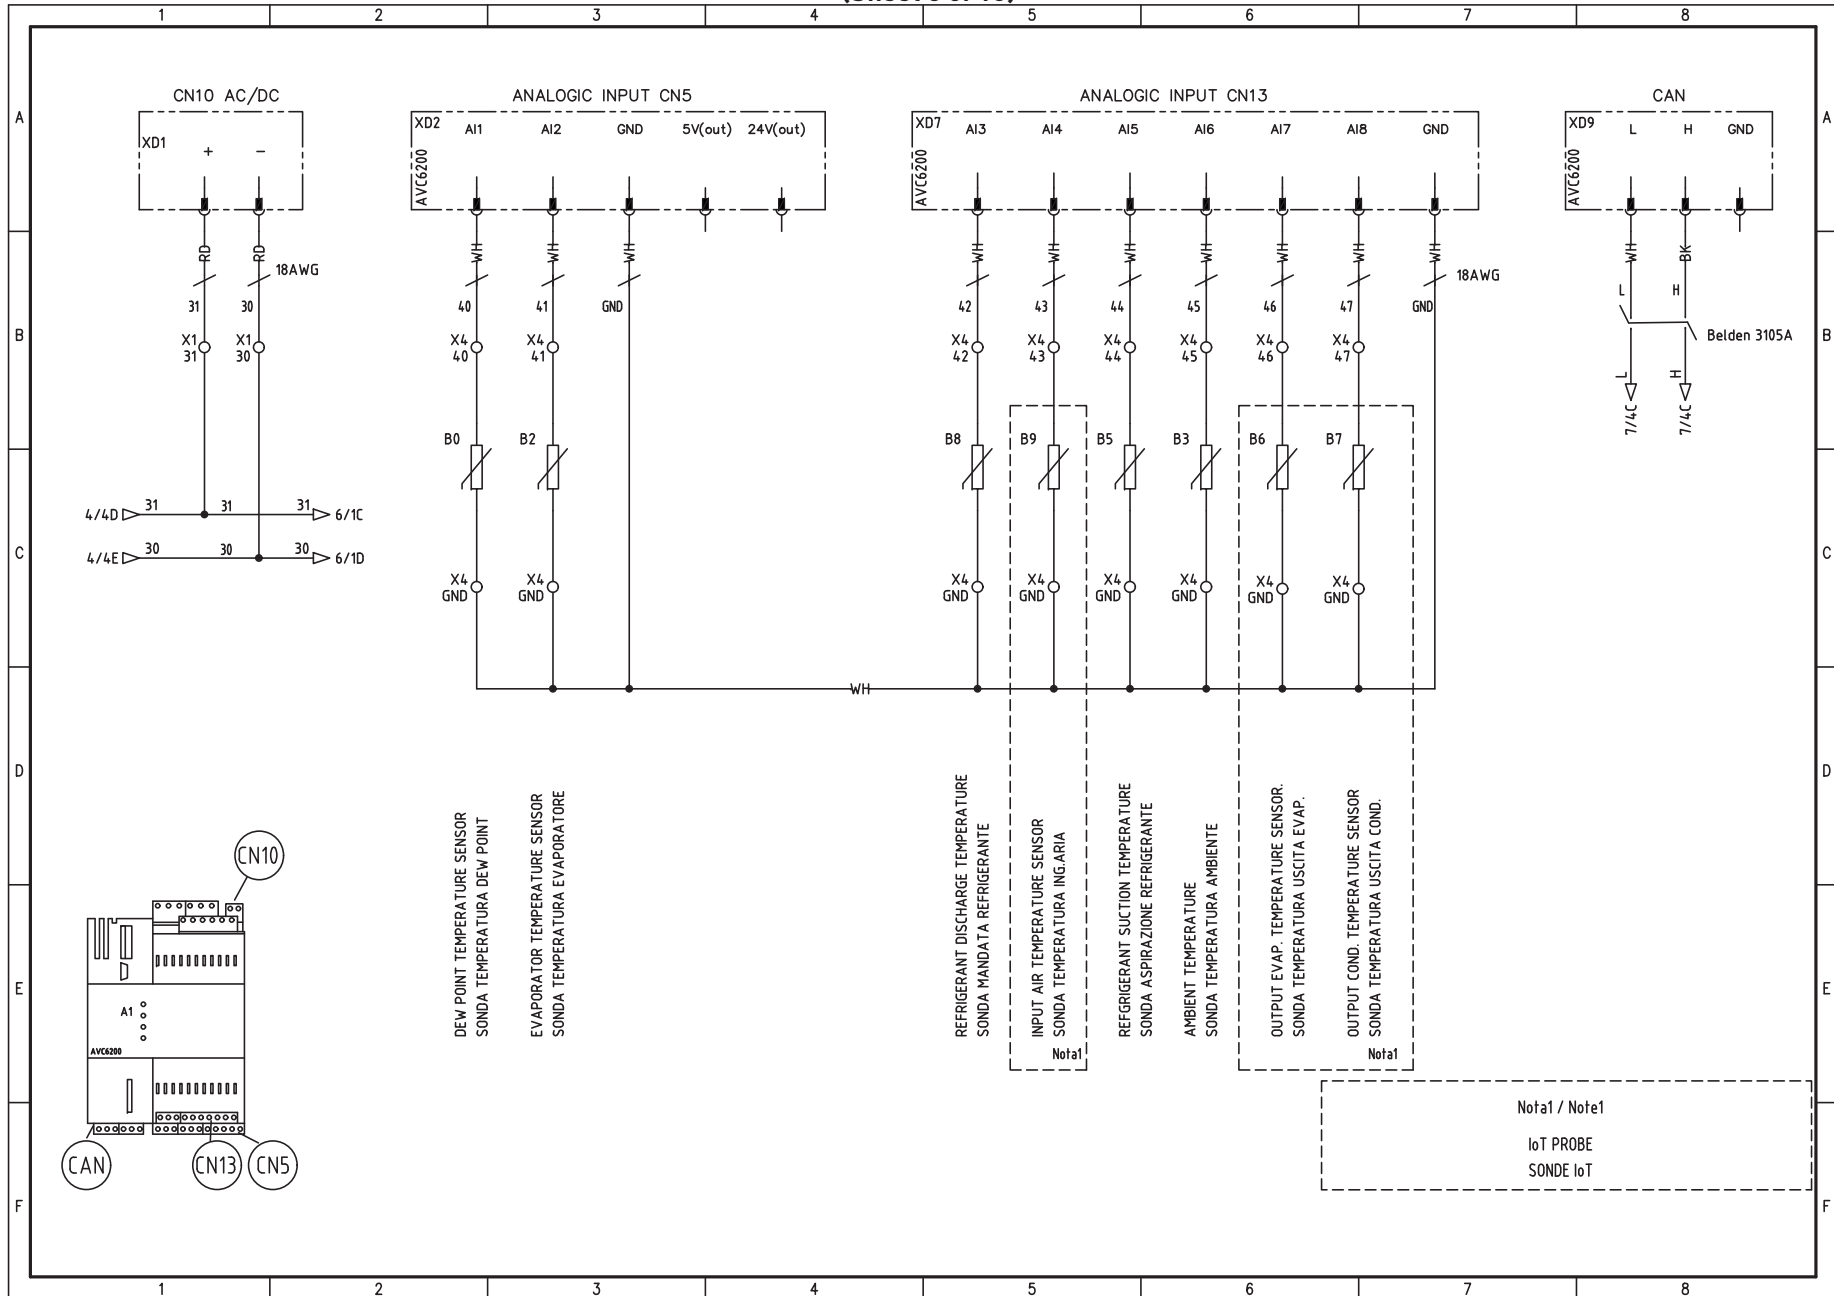 1 2 3 4 5 6 7 8
CN10 AC/DC
XD1
+ -
RD RD
18AWG
31 30
X1 31
X1 30
4/4D 31 31 31 6/1C
4/4E 30 30 30 6/1D
ANALOGIC INPUT CN5
XD2 AI1 AI2 GND 5V(out) 24V(out)
AVC6200
WH WH WH
40 41 GND
X4 40
X4 41
B0 B2
X4 GND
X4 GND
WH
ANALOGIC INPUT CN13
XD7 AI3 AI4 AI5 AI6 AI7 AI8 GND
AVC6200
WH WH WH WH WH WH WH
18AWG
42 43 44 45 46 47 GND
X4 42
X4 43
X4 44
X4 45
X4 46
X4 47
B8 B9 B5 B3 B6 B7
X4 GND
X4 GND
X4 GND
X4 GND
X4 GND
X4 GND
CAN
XD9 L H GND
AVC6200
WH BK
L H
Belden 3105A
L H
7/4C 7/4C
DEW POINT TEMPERATURE SENSOR
SONDA TEMPERATURA DEW POINT
EVAPORATOR TEMPERATURE SENSOR
SONDA TEMPERATURA EVAPORATORE
REFRIGERANT DISCHARGE TEMPERATURE
SONDA MANDATA REFRIGERANTE
INPUT AIR TEMPERATURE SENSOR
SONDA TEMPERATURA ING.ARIA
Nota1
REFGRIGERANT SUCTION TEMPERATURE
SONDA ASPIRAZIONE REFRIGERANTE
AMBIENT TEMPERATURE
SONDA TEMPERATURA AMBIENTE
OUTPUT EVAP. TEMPERATURE SENSOR.
SONDA TEMPERATURA USCITA EVAP.
OUTPUT COND. TEMPERATURE SENSOR
SONDA TEMPERATURA USCITA COND.
Nota1
CN10
A1
AVC6200
CAN CN13 CN5
Nota1 / Note1
IoT PROBE
SONDE IoT
A A
B B
C C
D D
E E
F F
1 2 3 4 5 6 7 8